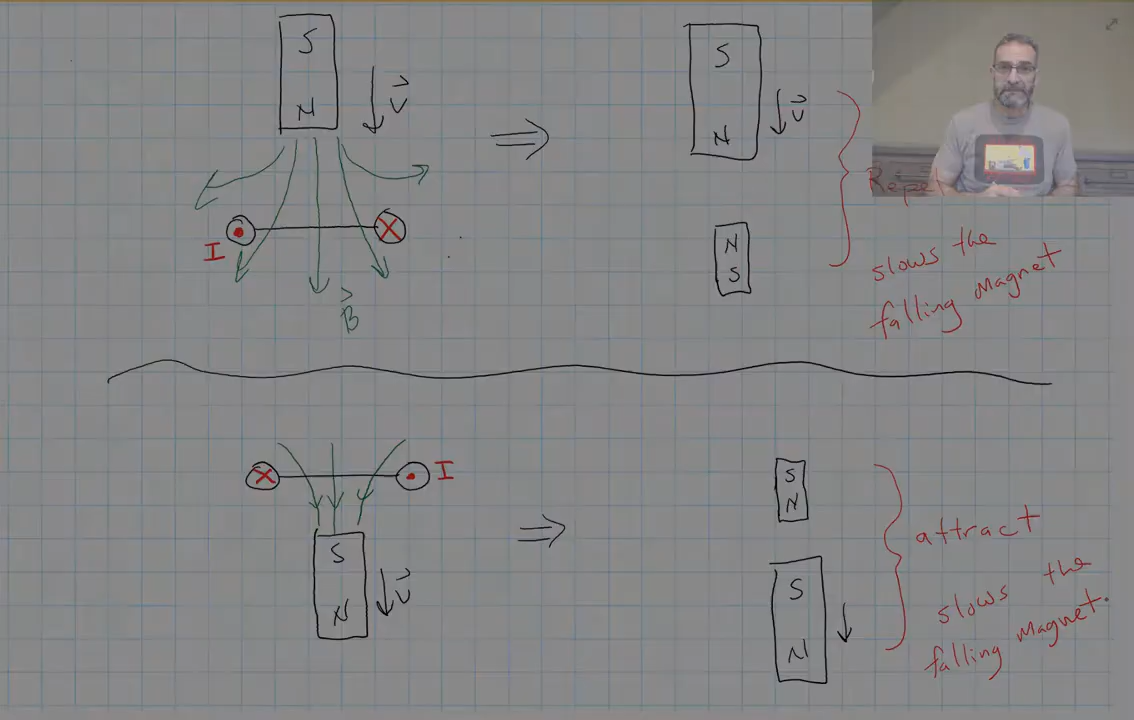 S
N
V
I
B
S
N
V
N
S
Repel
slows the
falling Magnet
I
S
N
V
S
N
S
N
attract
slows the
falling magnet.